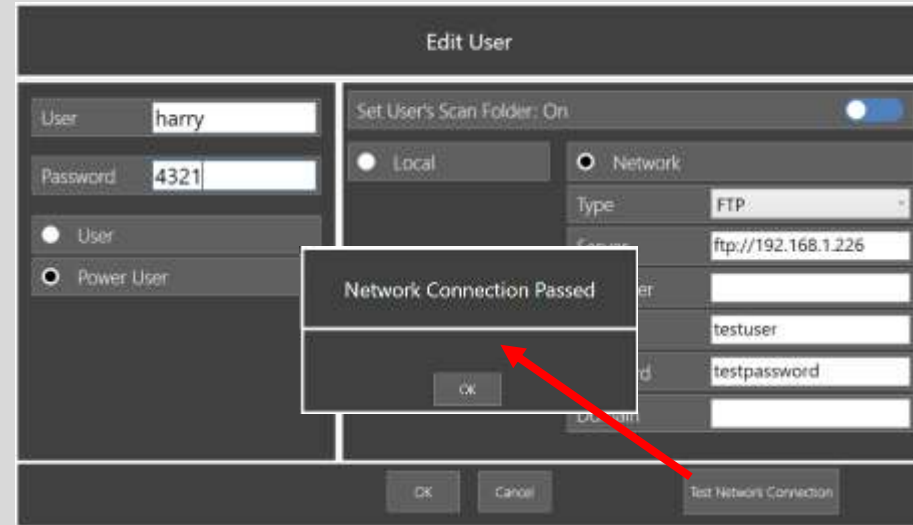 Edit User
User harry
Password 4321
User
Power User
Set User's Scan Folder: On
Local
Network
Type FTP
ftp://192.168.1.226
testuser
testpassword
Network Connection Passed
OK
OK Cancel Test Network Connection